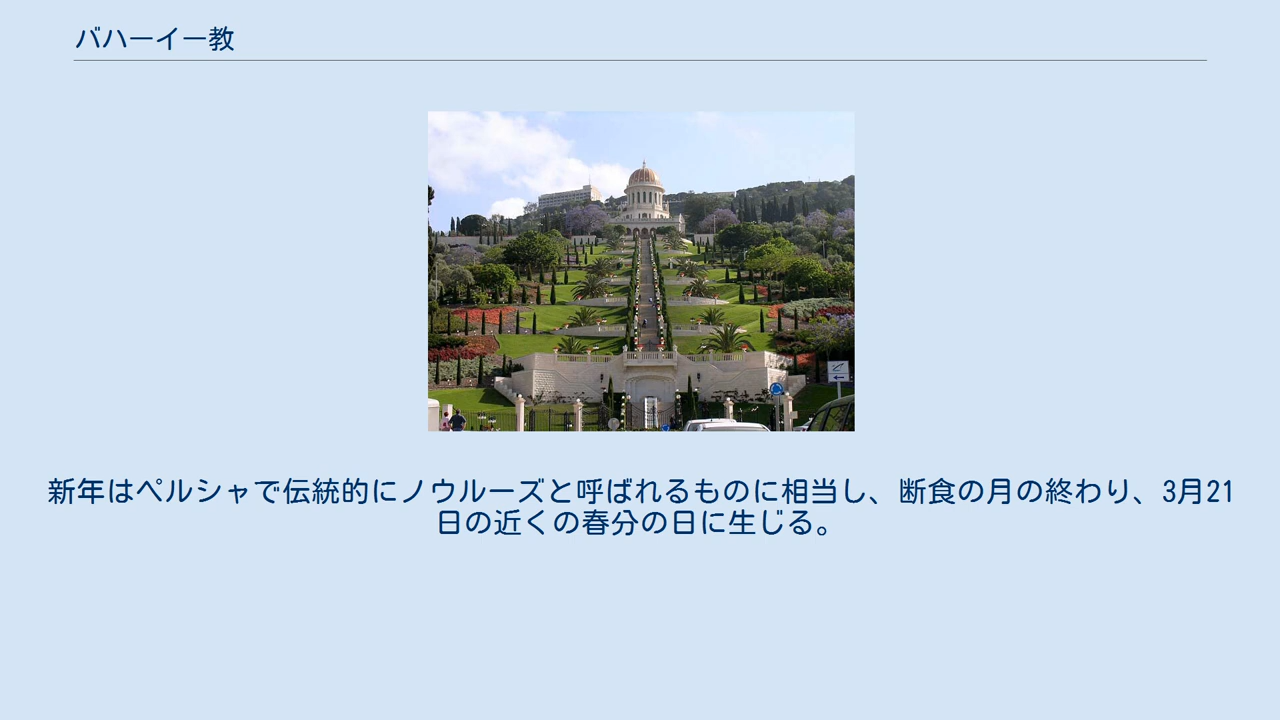 バハーイー教
新年はペルシャで伝統的にノウルーズと呼ばれるものに相当し、断食の月の終わり、3月21
日の近くの春分の日に生じる。